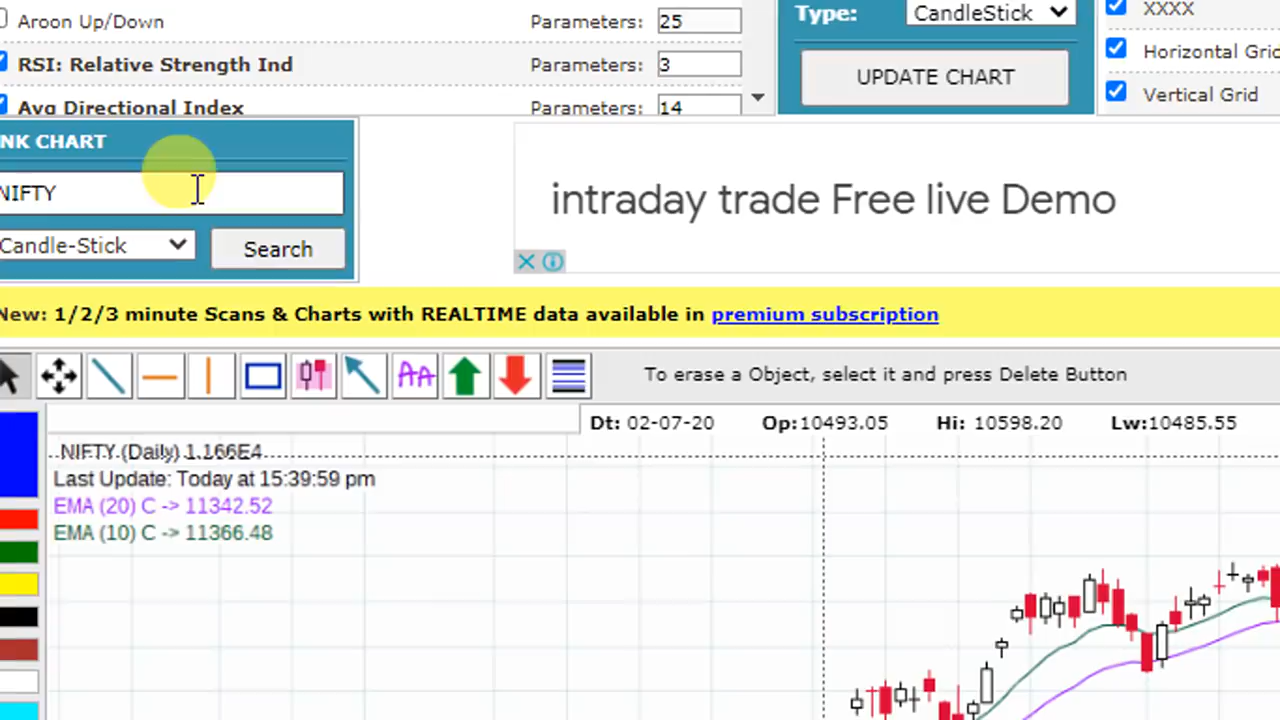 Aroon Up/Down Parameters: 25
RSI: Relative Strength Ind Parameters: 3
Avg Directional Index Parameters: 14
Type: CandleStick
UPDATE CHART
XXXX
Horizontal Grid
Vertical Grid
NK CHART
NIFTY
Candle-Stick Search
intraday trade Free live Demo
New: 1/2/3 minute Scans & Charts with REALTIME data available in premium subscription
To erase a Object, select it and press Delete Button
Dt: 02-07-20 Op:10493.05 Hi: 10598.20 Lw:10485.55
NIFTY (Daily) 1.166E4
Last Update: Today at 15:39:59 pm
EMA (20) C -> 11342.52
EMA (10) C -> 11366.48